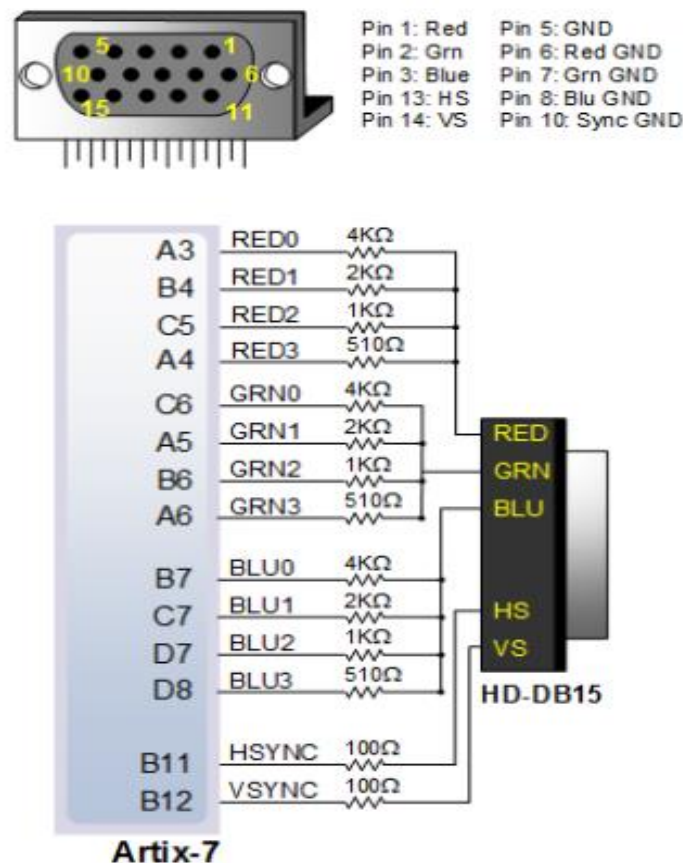 5 1
10 6
15 11
Pin 1: Red Pin 5: GND
Pin 2: Grn Pin 6: Red GND
Pin 3: Blue Pin 7: Grn GND
Pin 13: HS Pin 8: Blu GND
Pin 14: VS Pin 10: Sync GND
A3 RED0 4KΩ
B4 RED1 2KΩ
C5 RED2 1KΩ
A4 RED3 510Ω
C6 GRN0 4KΩ
A5 GRN1 2KΩ
B6 GRN2 1KΩ
A6 GRN3 510Ω
B7 BLU0 4KΩ
C7 BLU1 2KΩ
D7 BLU2 1KΩ
D8 BLU3 510Ω
B11 HSYNC 100Ω
B12 VSYNC 100Ω
Artix-7
RED
GRN
BLU
HS
VS
HD-DB15